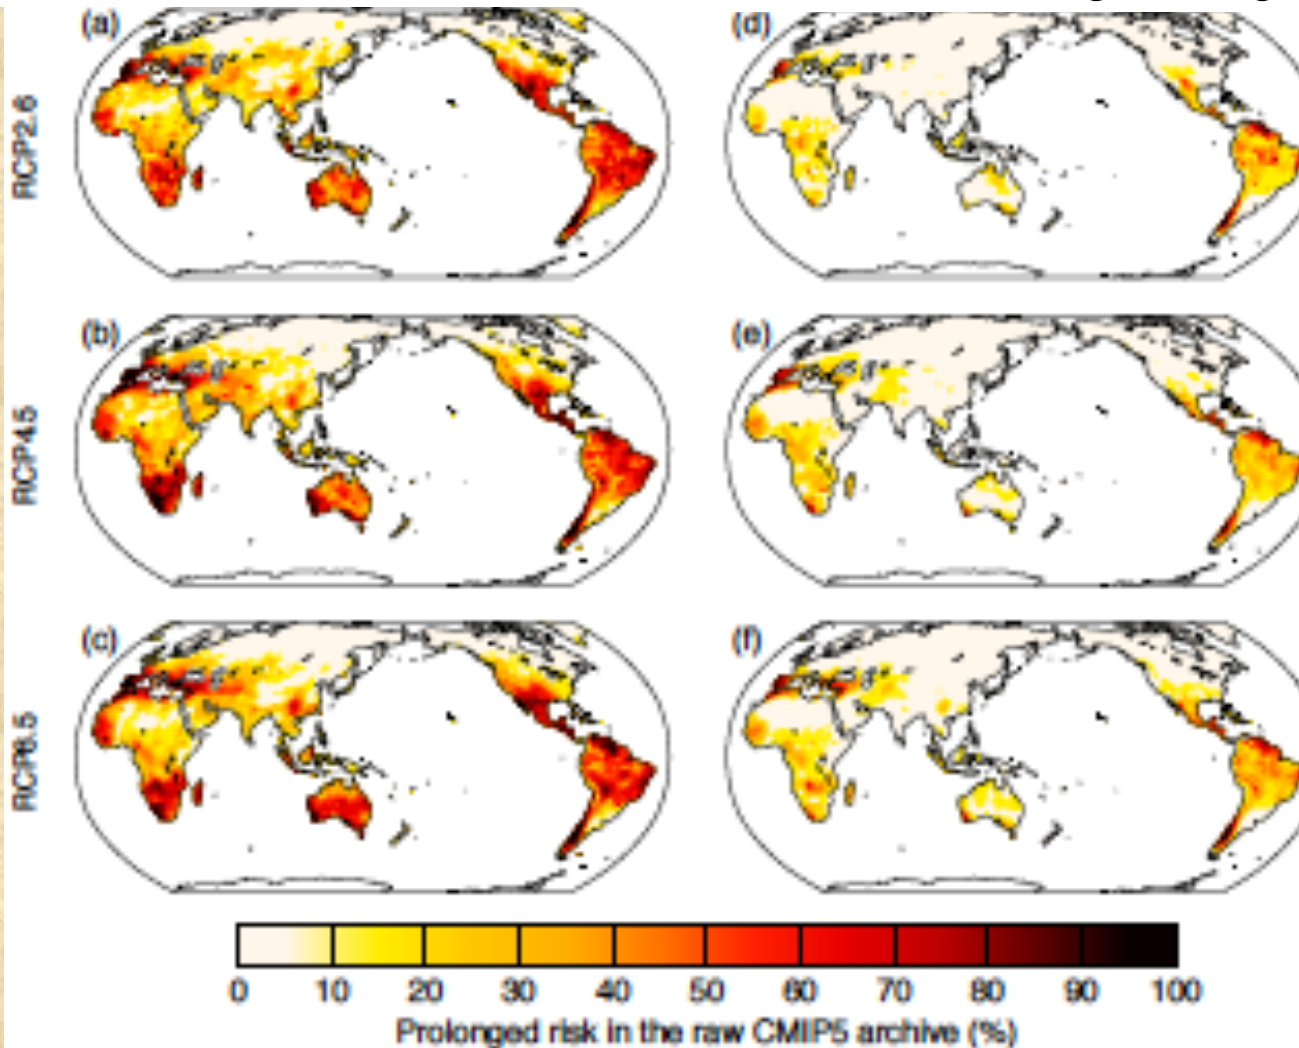 (a)
(d)
RCP2.6
(b)
(e)
RCP4.5
(c)
(f)
RCP8.5
0 10 20 30 40 50 60 70 80 90 100
Prolonged risk in the raw CMIP5 archive (%)